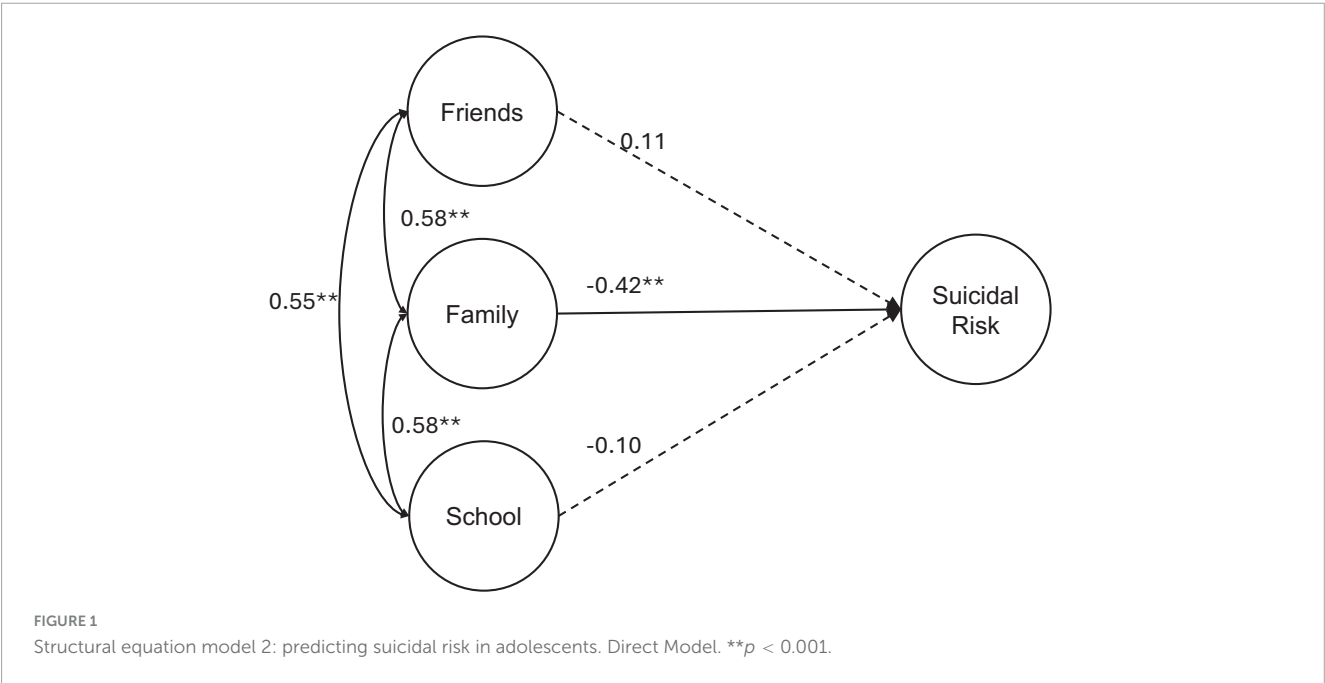 Friends
0.11
0.58**
-0.42**
0.55**
Suicidal
Risk
Family
0.58**
-0.10
School
FIGURE 1
Structural equation model 2: predicting suicidal risk in adolescents. Direct Model. **p < 0.001.